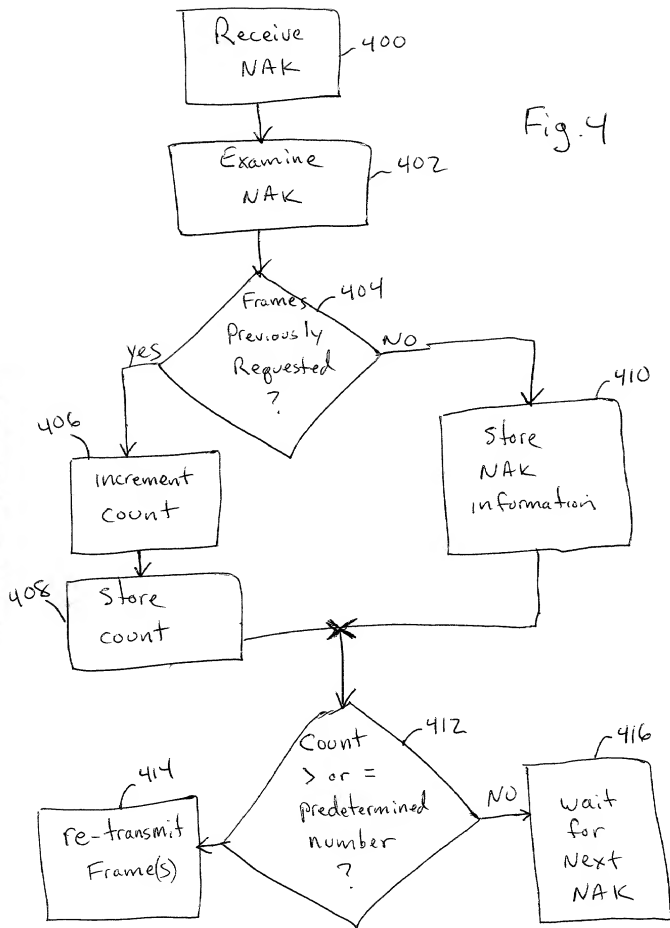 Receive
NAK
400
Fig. 4
Examine
NAK
402
404
Frames
Previously
Requested
?
yes
NO
406
increment
count
410
Store
NAK
information
408
Store
count
412
Count
> or =
predetermined
number
?
414
re-transmit
Frame(s)
NO
416
wait
for
Next
NAK